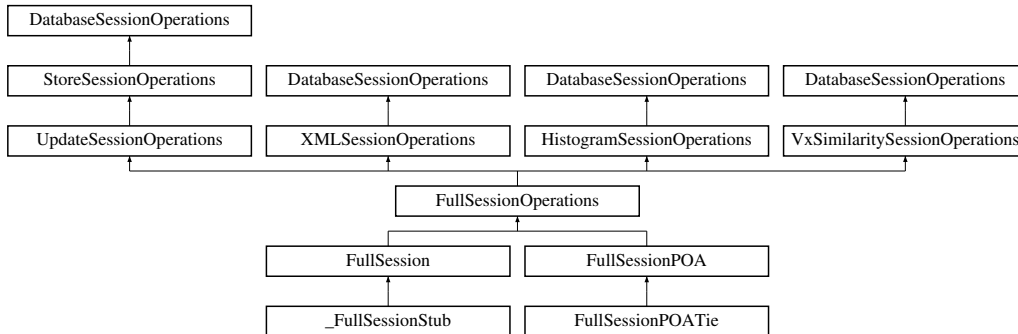 DatabaseSessionOperations
StoreSessionOperations DatabaseSessionOperations DatabaseSessionOperations DatabaseSessionOperations
UpdateSessionOperations XMLSessionOperations HistogramSessionOperations VxSimilaritySessionOperations
FullSessionOperations
FullSession FullSessionPOA
_FullSessionStub FullSessionPOATie